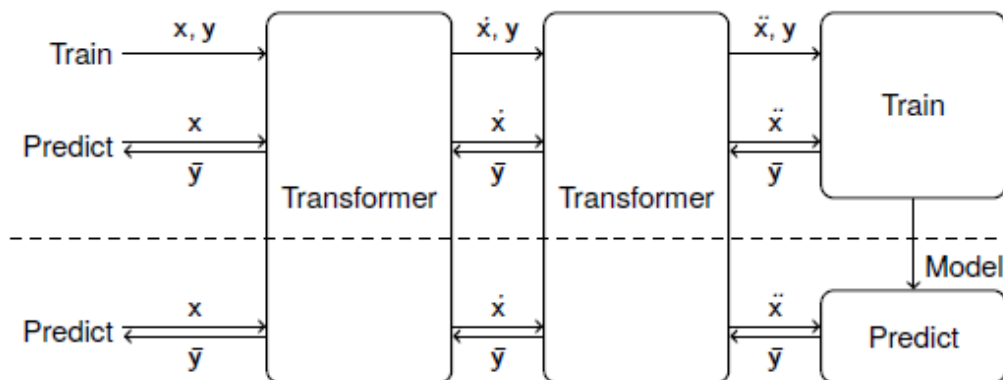 x, y ẋ, y ẍ, y
Train
Train
x ẋ ẍ
Predict
ȳ ȳ ȳ
Transformer Transformer
Model
x ẋ ẍ
Predict Predict
ȳ ȳ ȳ